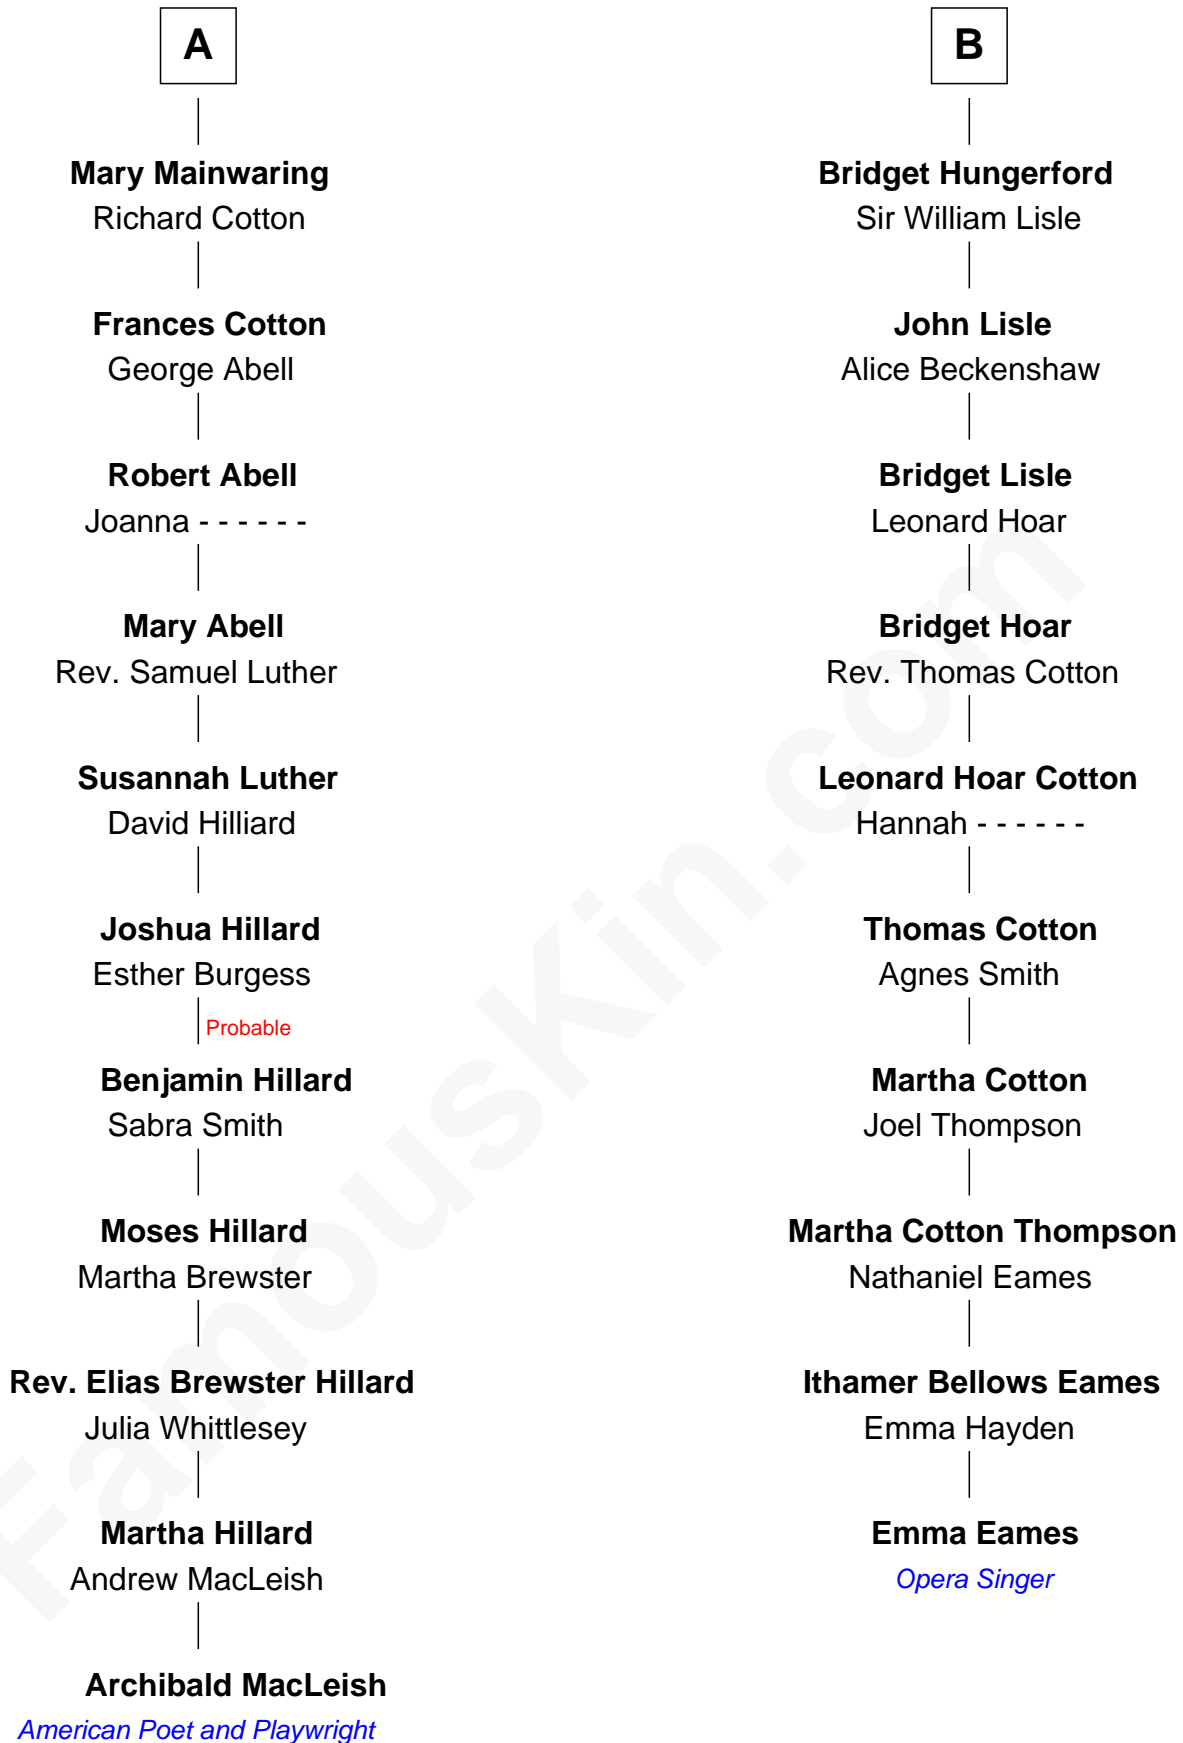 A
Mary Mainwaring
Richard Cotton
Frances Cotton
George Abell
Robert Abell
Joanna - - - - - -
Mary Abell
Rev. Samuel Luther
Susannah Luther
David Hilliard
Joshua Hillard
Esther Burgess
Probable
Benjamin Hillard
Sabra Smith
Moses Hillard
Martha Brewster
Rev. Elias Brewster Hillard
Julia Whittlesey
Martha Hillard
Andrew MacLeish
Archibald MacLeish
American Poet and Playwright
B
Bridget Hungerford
Sir William Lisle
John Lisle
Alice Beckenshaw
Bridget Lisle
Leonard Hoar
Bridget Hoar
Rev. Thomas Cotton
Leonard Hoar Cotton
Hannah - - - - - -
Thomas Cotton
Agnes Smith
Martha Cotton
Joel Thompson
Martha Cotton Thompson
Nathaniel Eames
Ithamer Bellows Eames
Emma Hayden
Emma Eames
Opera Singer
FamousKin.com